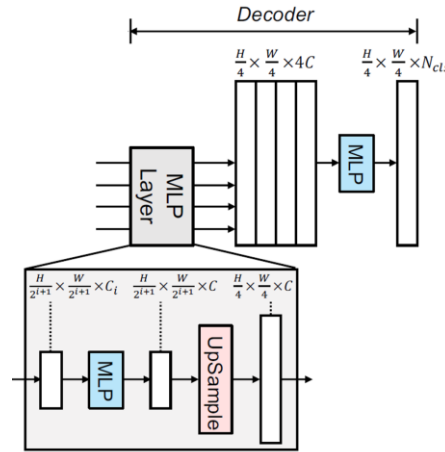 Decoder
H/4 × W/4 × 4C
H/4 × W/4 × N_cl
MLP Layer
MLP
H/2^{i+1} × W/2^{i+1} × C_i
H/2^{i+1} × W/2^{i+1} × C
H/4 × W/4 × C
MLP
UpSample